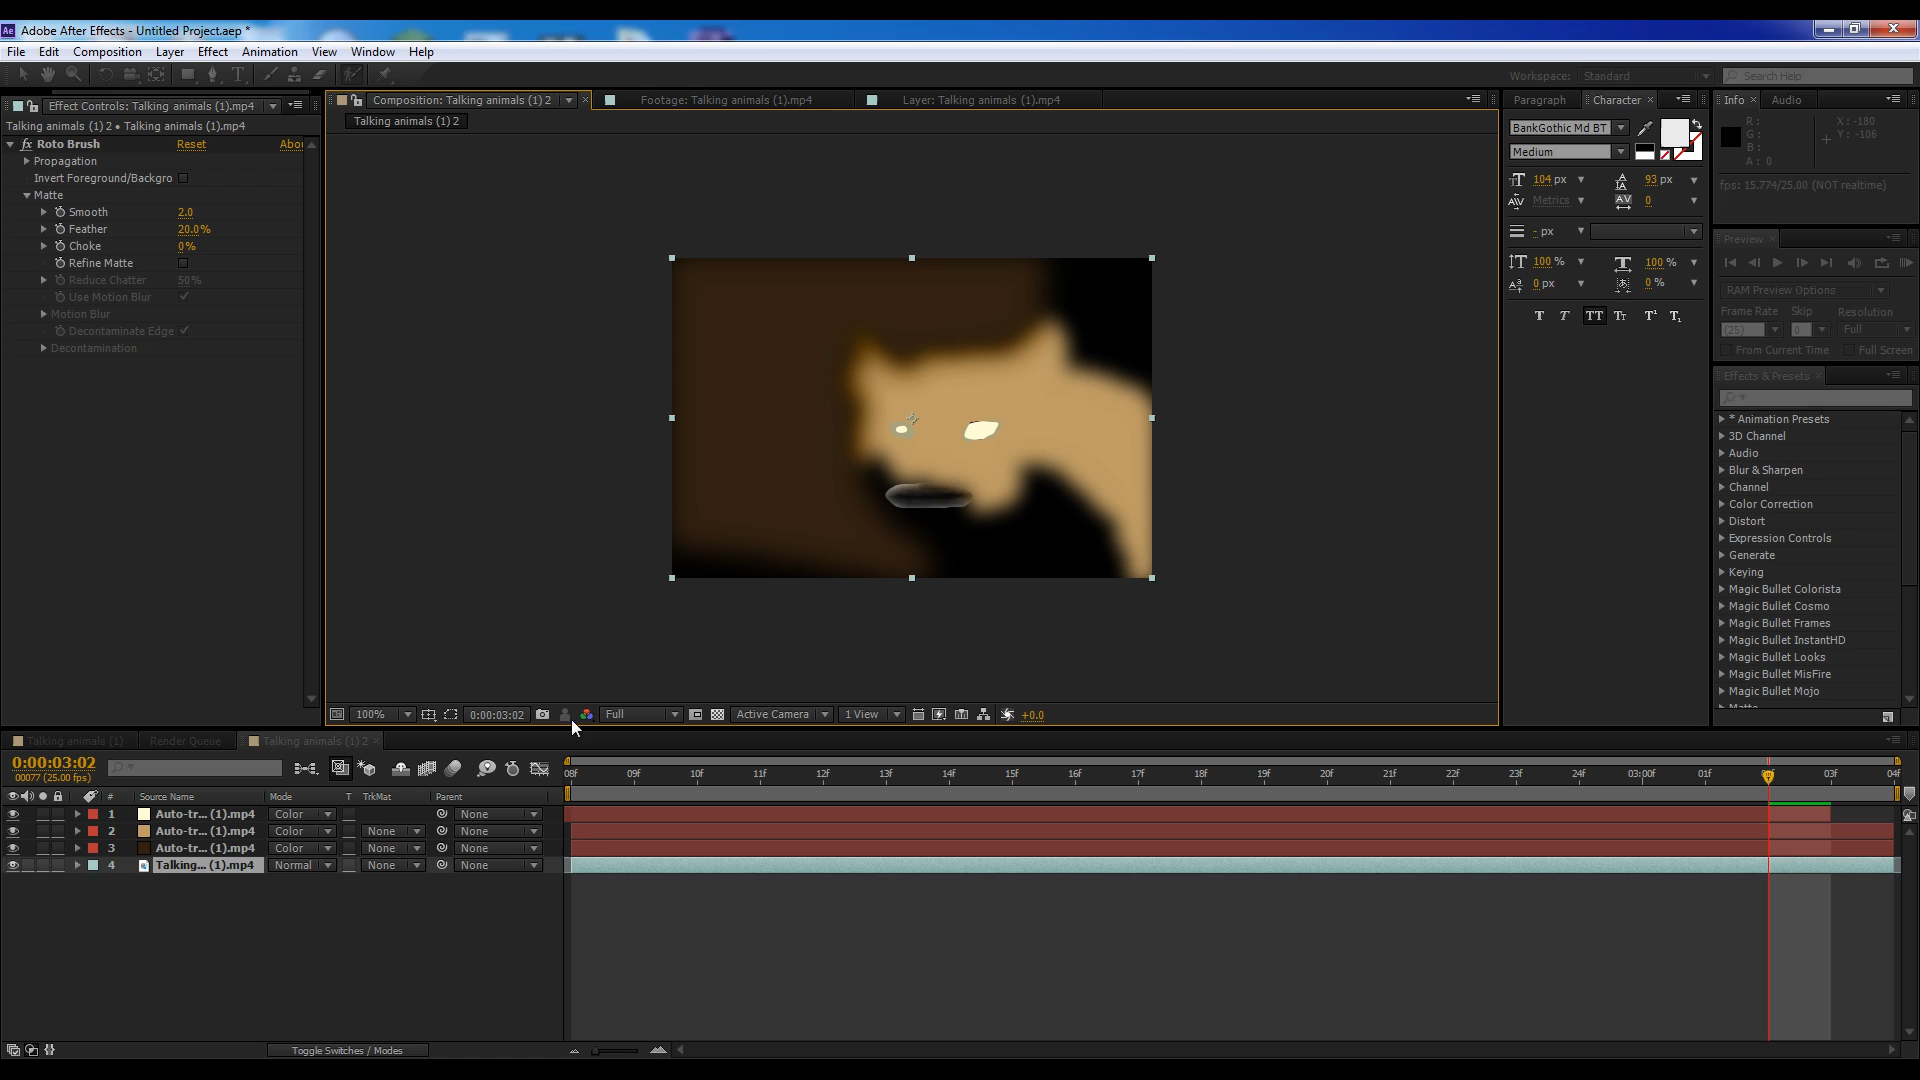 Ae Adobe After Effects - Untitled Project.aep *
File Edit Composition Layer Effect Animation View Window Help
Workspace: Standard Search Help
Effect Controls: Talking animals (1).mp4
Talking animals (1) 2 • Talking animals (1).mp4
fx Roto Brush Reset Abou
Propagation
Invert Foreground/Backgro
Matte
Smooth 2.0
Feather 20.0%
Choke 0%
Refine Matte
Reduce Chatter 50%
Use Motion Blur
Motion Blur
Decontaminate Edge
Decontamination
Composition: Talking animals (1) 2 Footage: Talking animals (1).mp4 Layer: Talking animals (1).mp4
Talking animals (1) 2
100% 0:00:03:02 Full Active Camera 1 View +0.0
Paragraph Character
BankGothic Md BT
Medium
104 px 93 px
Metrics 0
- px
100 % 100 %
0 px 0 %
T T TT Tt T¹ T₁
Info Audio
R : X : -180
G : Y : -106
B :
A : 0
fps: 15.774/25.00 (NOT realtime)
Preview
RAM Preview Options
Frame Rate Skip Resolution
(25) 0 Full
From Current Time Full Screen
Effects & Presets
* Animation Presets
3D Channel
Audio
Blur & Sharpen
Channel
Color Correction
Distort
Expression Controls
Generate
Keying
Magic Bullet Colorista
Magic Bullet Cosmo
Magic Bullet Frames
Magic Bullet InstantHD
Magic Bullet Looks
Magic Bullet MisFire
Magic Bullet Mojo
Talking animals (1) Render Queue Talking animals (1) 2
0:00:03:02
00077 (25.00 fps)
08f 09f 10f 11f 12f 13f 14f 15f 16f 17f 18f 19f 20f 21f 22f 23f 24f 03:00f 01f 03f 04f
# Source Name Mode T TrkMat Parent
1 Auto-tr... (1).mp4 Color None
2 Auto-tr... (1).mp4 Color None None
3 Auto-tr... (1).mp4 Color None None
4 Talking... (1).mp4 Normal None None
Toggle Switches / Modes